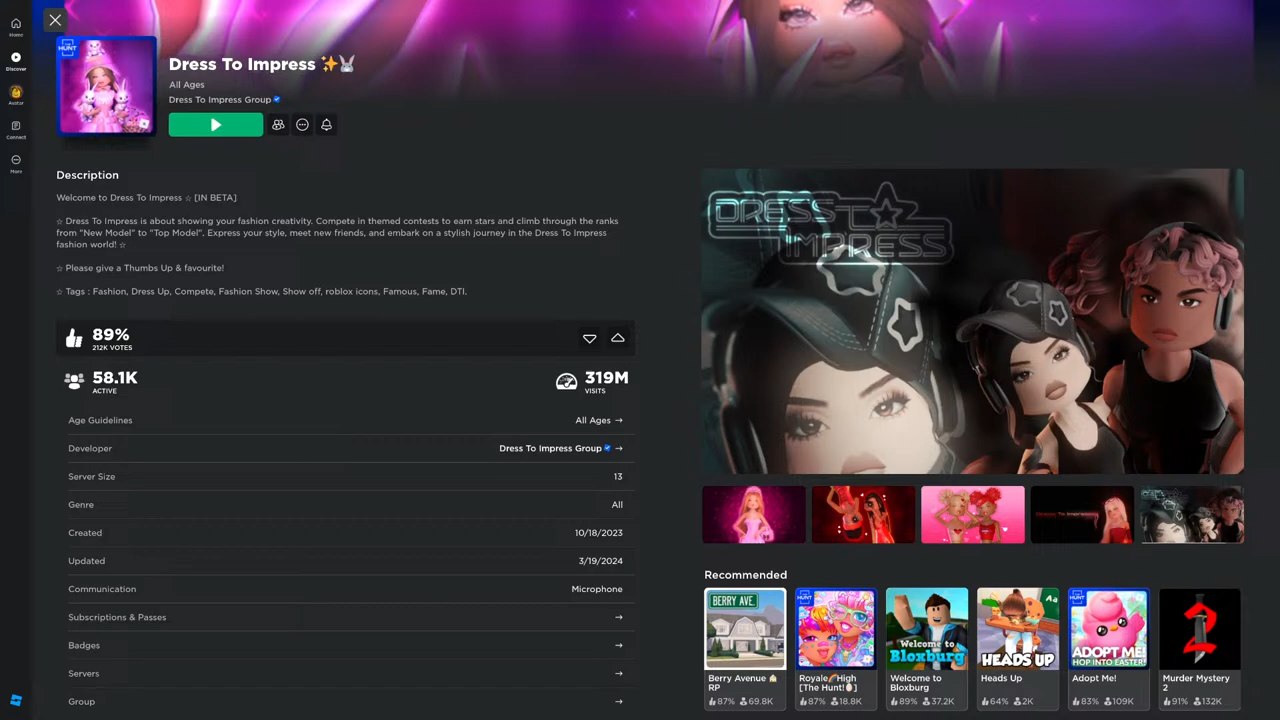 Home
Discover
Avatar
Connect
More
HUNT
Dress To Impress ✨🐰
All Ages
Dress To Impress Group
Description
Welcome to Dress To Impress ☆ [IN BETA]
☆ Dress To Impress is about showing your fashion creativity. Compete in themed contests to earn stars and climb through the ranks
from "New Model" to "Top Model". Express your style, meet new friends, and embark on a stylish journey in the Dress To Impress
fashion world! ☆
☆ Please give a Thumbs Up & favourite!
☆ Tags : Fashion, Dress Up, Compete, Fashion Show, Show off, roblox icons, Famous, Fame, DTI.
89%
212K VOTES
58.1K
ACTIVE
319M
VISITS
Age Guidelines All Ages →
Developer Dress To Impress Group →
Server Size 13
Genre All
Created 10/18/2023
Updated 3/19/2024
Communication Microphone
Subscriptions & Passes →
Badges →
Servers →
Group →
DRESS T★
IMPRESS
Recommended
BERRY AVE.
Berry Avenue 🏠
RP
87% 69.8K
HUNT
Royale🌈High
[The Hunt!🥚]
87% 18.8K
Welcome to
Bloxburg
Welcome to
Bloxburg
89% 37.2K
Aa
HEADS UP
Heads Up
64% 2K
HUNT
ADOPT ME!
HOP INTO EASTER!
Adopt Me!
83% 109K
2
Murder Mystery
2
91% 132K